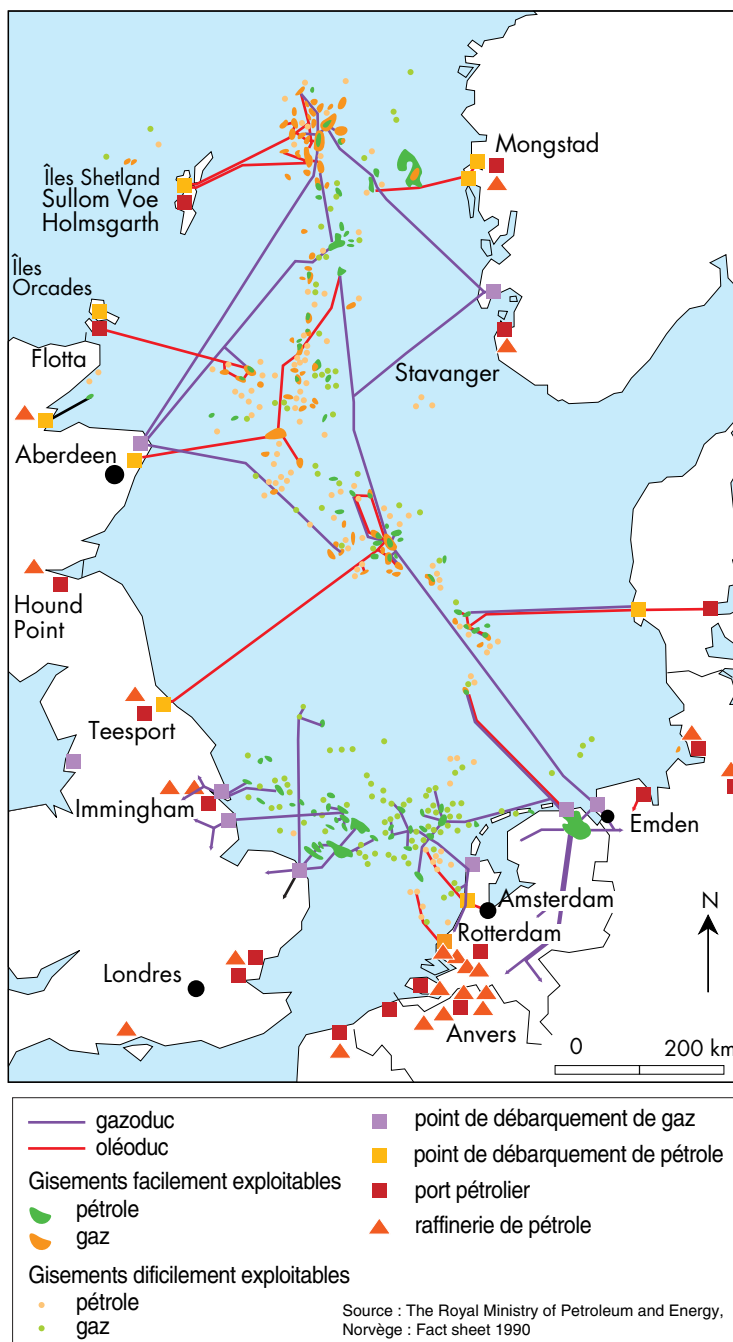 Mongstad
Îles Shetland
Sullom Voe
Holmsgarth
Îles
Orcades
Flotta
Stavanger
Aberdeen
Hound
Point
Teesport
Immingham
Emden
Amsterdam
Rotterdam
N
Londres
Anvers
0 200 km
gazoduc
oléoduc
Gisements facilement exploitables
pétrole
gaz
Gisements dificilement exploitables
pétrole
gaz
point de débarquement de gaz
point de débarquement de pétrole
port pétrolier
raffinerie de pétrole
Source : The Royal Ministry of Petroleum and Energy,
Norvège : Fact sheet 1990